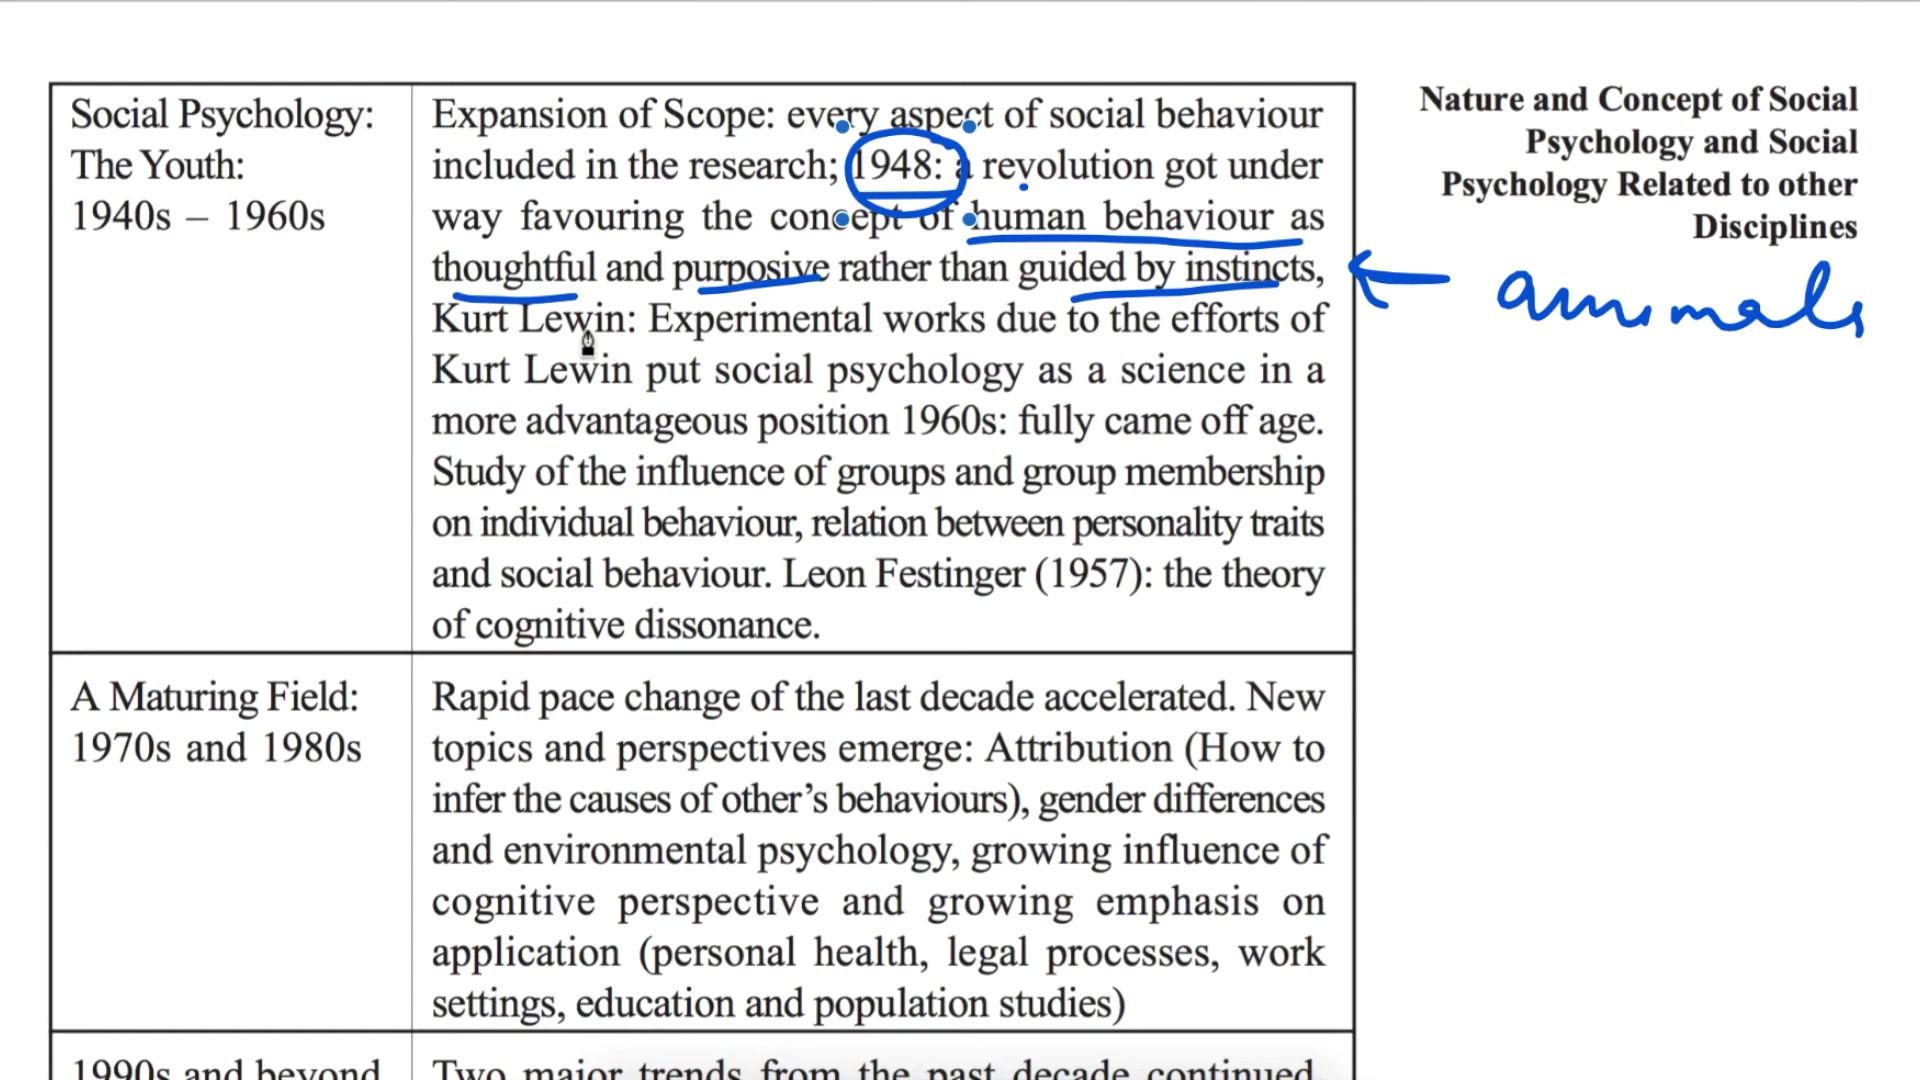 Nature and Concept of Social
Psychology and Social
Psychology Related to other
Disciplines
Social Psychology:
The Youth:
1940s – 1960s
Expansion of Scope: every aspect of social behaviour
included in the research; 1948: a revolution got under
way favouring the concept of human behaviour as
thoughtful and purposive rather than guided by instincts,
Kurt Lewin: Experimental works due to the efforts of
Kurt Lewin put social psychology as a science in a
more advantageous position 1960s: fully came off age.
Study of the influence of groups and group membership
on individual behaviour, relation between personality traits
and social behaviour. Leon Festinger (1957): the theory
of cognitive dissonance.
animals
A Maturing Field:
1970s and 1980s
Rapid pace change of the last decade accelerated. New
topics and perspectives emerge: Attribution (How to
infer the causes of other’s behaviours), gender differences
and environmental psychology, growing influence of
cognitive perspective and growing emphasis on
application (personal health, legal processes, work
settings, education and population studies)
1990s and beyond
Two major trends from the past decade continued.